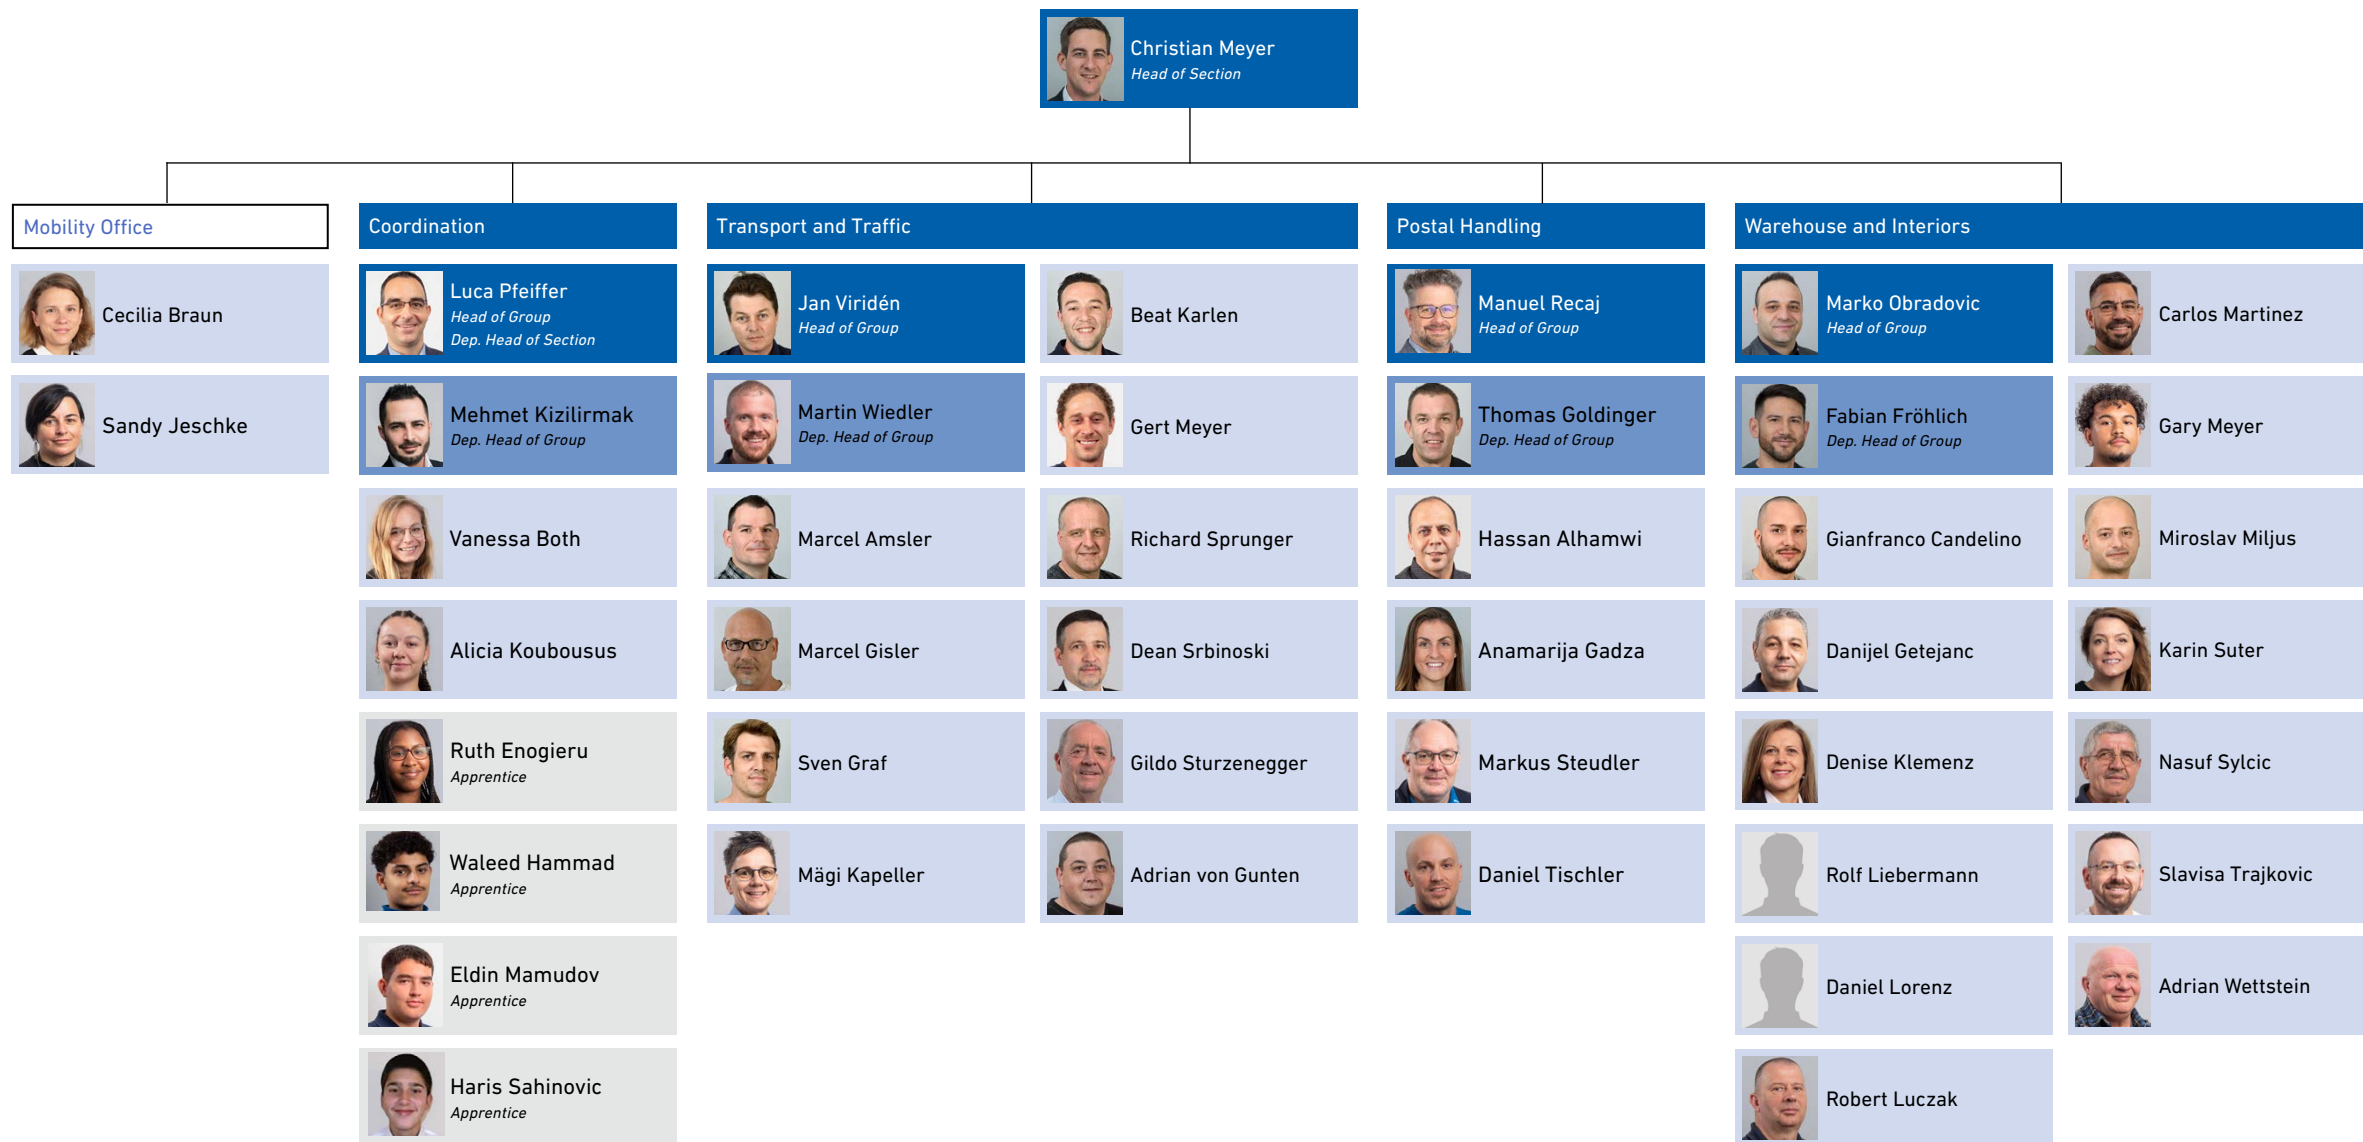 Christian Meyer
Head of Section
Mobility Office
Cecilia Braun
Sandy Jeschke
Coordination
Luca Pfeiffer
Head of Group
Dep. Head of Section
Mehmet Kizilirmak
Dep. Head of Group
Vanessa Both
Alicia Koubousus
Ruth Enogieru
Apprentice
Waleed Hammad
Apprentice
Eldin Mamudov
Apprentice
Haris Sahinovic
Apprentice
Transport and Traffic
Jan Viridén
Head of Group
Martin Wiedler
Dep. Head of Group
Marcel Amsler
Marcel Gisler
Sven Graf
Mägi Kapeller
Beat Karlen
Gert Meyer
Richard Sprunger
Dean Srbinoski
Gildo Sturzenegger
Adrian von Gunten
Postal Handling
Manuel Recaj
Head of Group
Thomas Goldinger
Dep. Head of Group
Hassan Alhamwi
Anamarija Gadza
Markus Steudler
Daniel Tischler
Warehouse and Interiors
Marko Obradovic
Head of Group
Fabian Fröhlich
Dep. Head of Group
Gianfranco Candelino
Danijel Getejanc
Denise Klemenz
Rolf Liebermann
Daniel Lorenz
Robert Luczak
Carlos Martinez
Gary Meyer
Miroslav Miljus
Karin Suter
Nasuf Sylcic
Slavisa Trajkovic
Adrian Wettstein